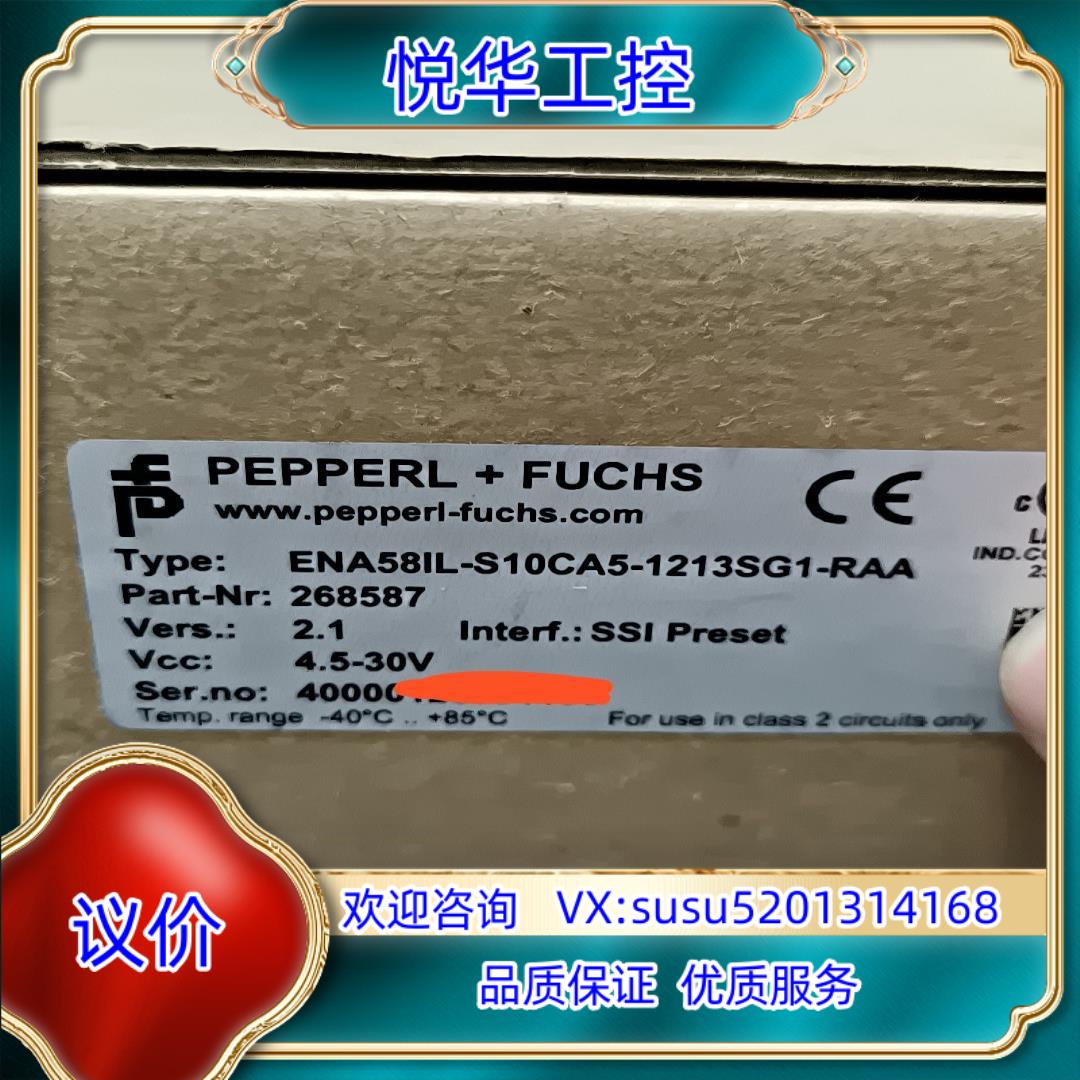 悦华工控
PEPPERL + FUCHS
www.pepperl-fuchs.com
CE
Type: ENA58IL-S10CA5-1213SG1-RAA
Part-Nr: 268587
Vers.: 2.1 Interf.: SSI Preset
Vcc: 4.5-30V
Ser.no:
Temp. range -40°C .. +85°C For use in class 2 circuits only
议价
欢迎咨询 VX:susu5201314168
品质保证 优质服务